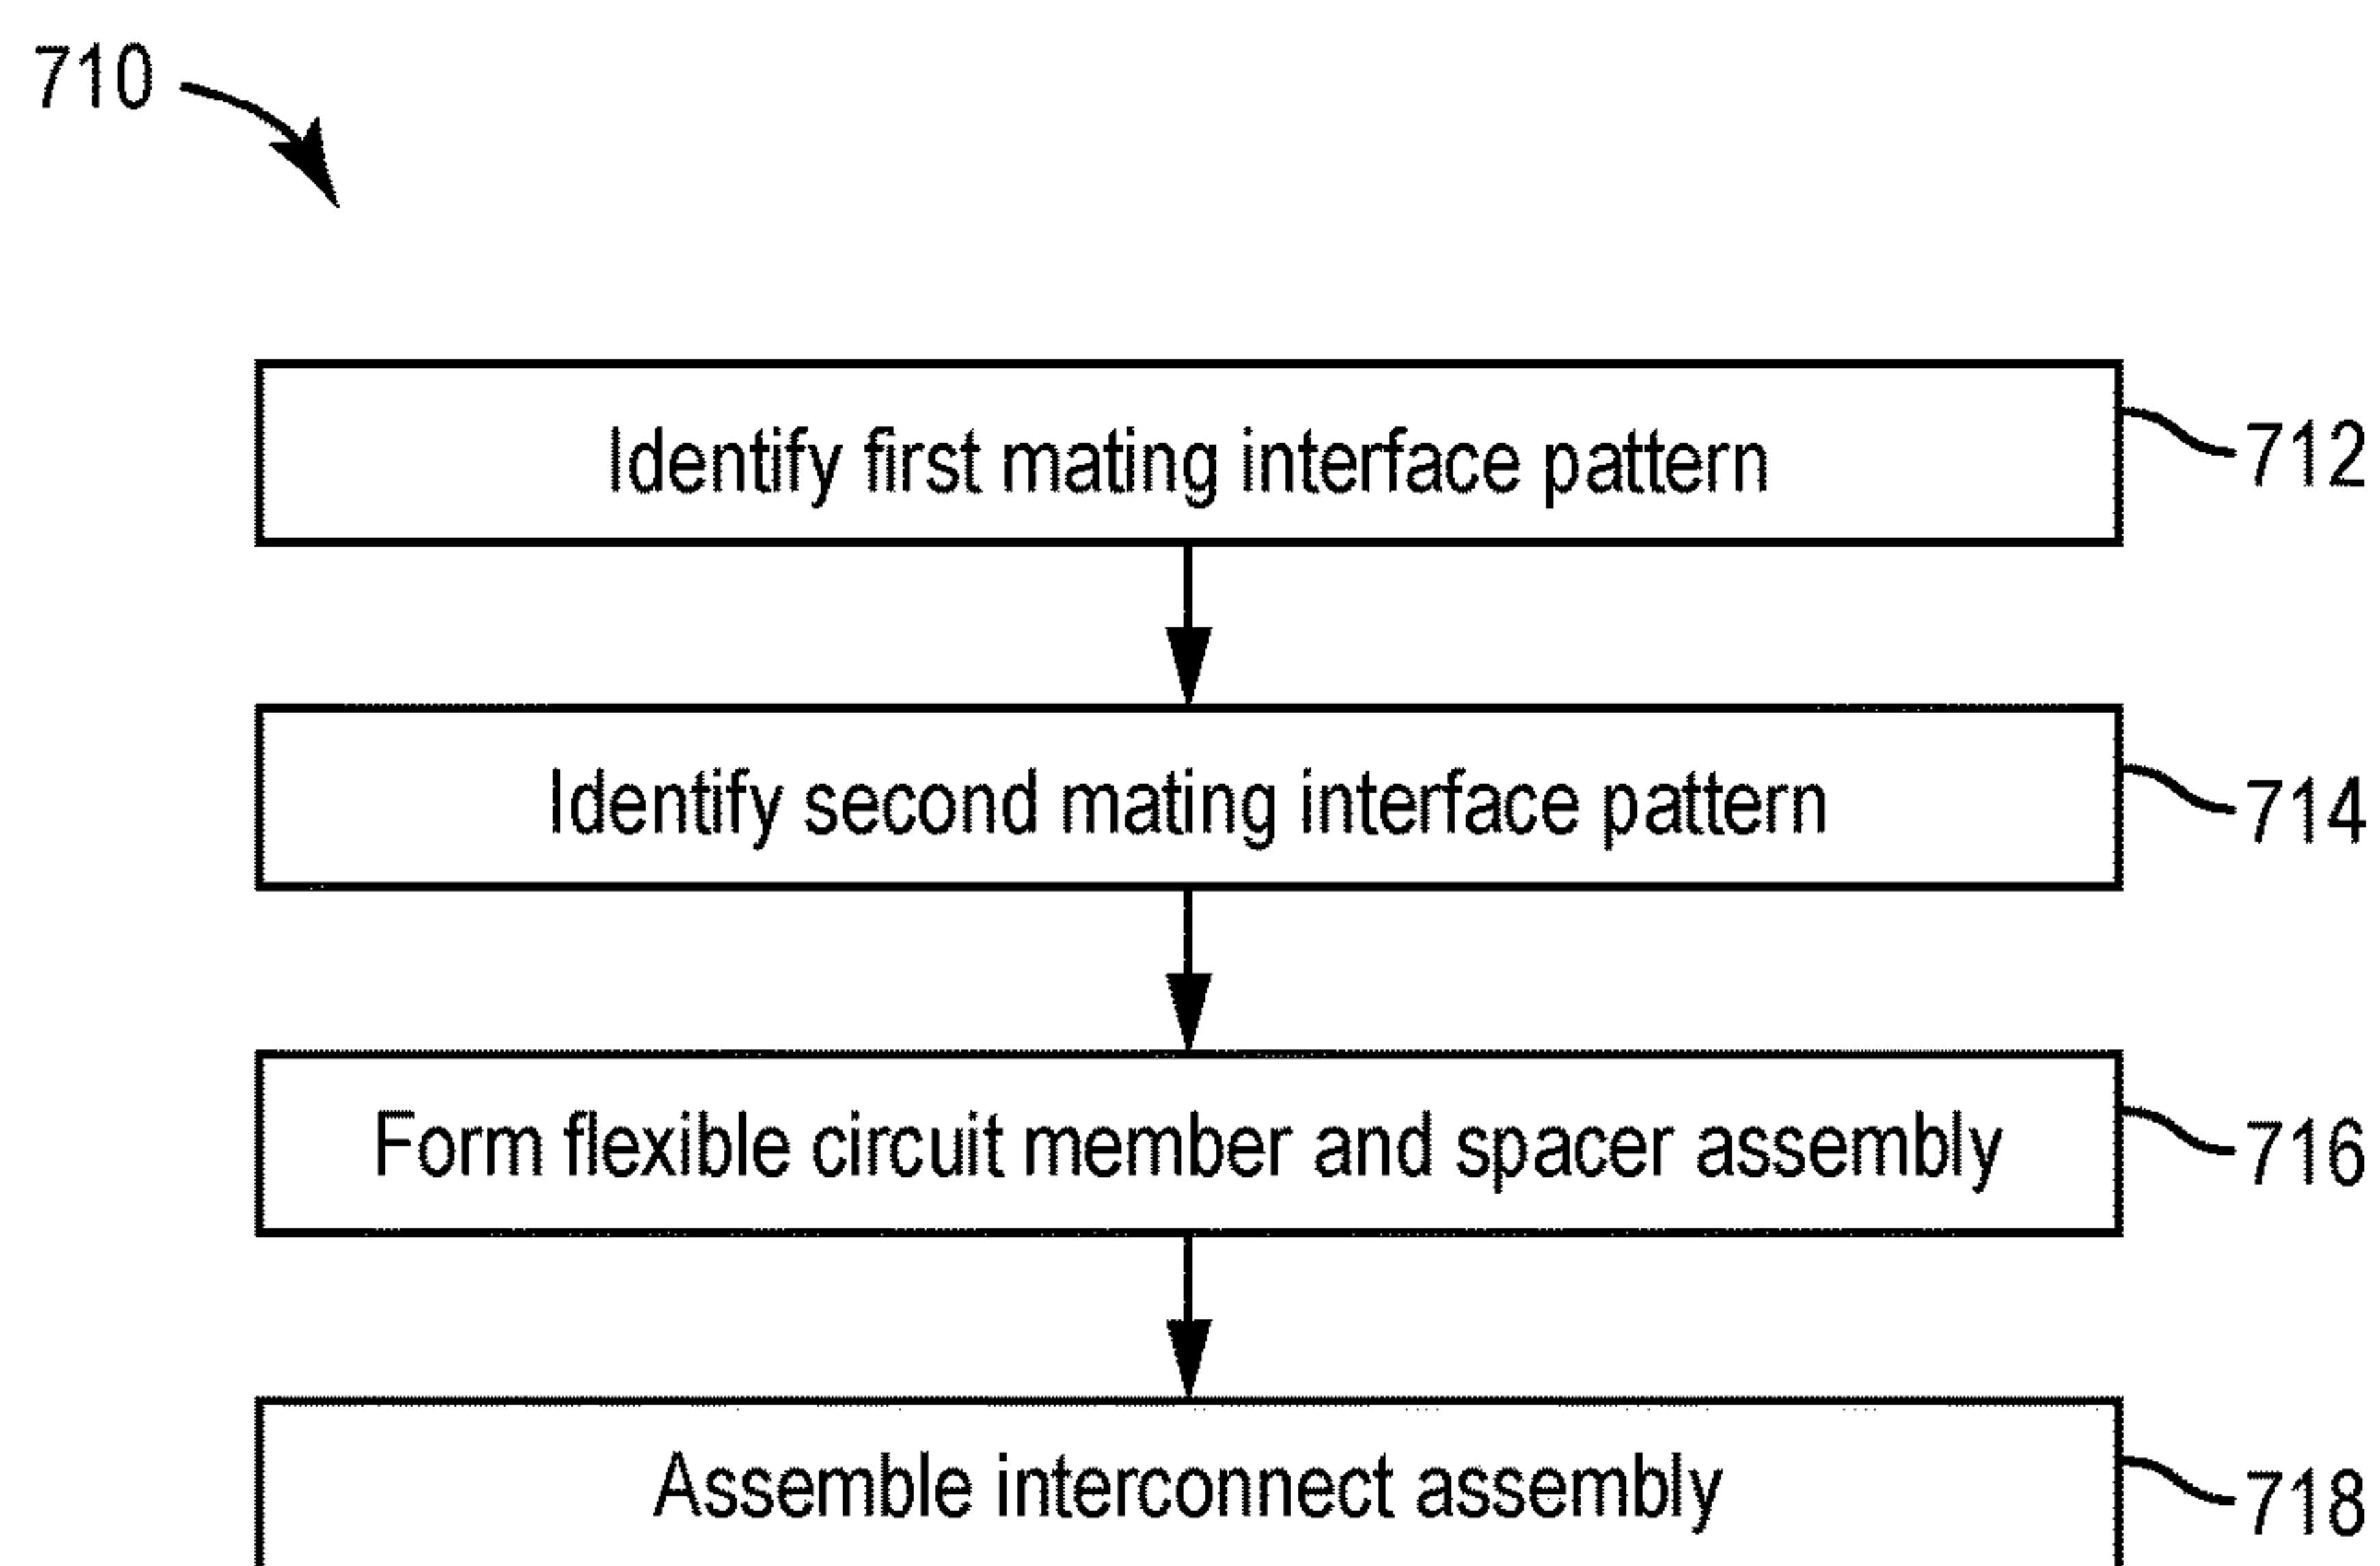 710
Identify first mating interface pattern
712
Identify second mating interface pattern
714
Form flexible circuit member and spacer assembly
716
Assemble interconnect assembly
718